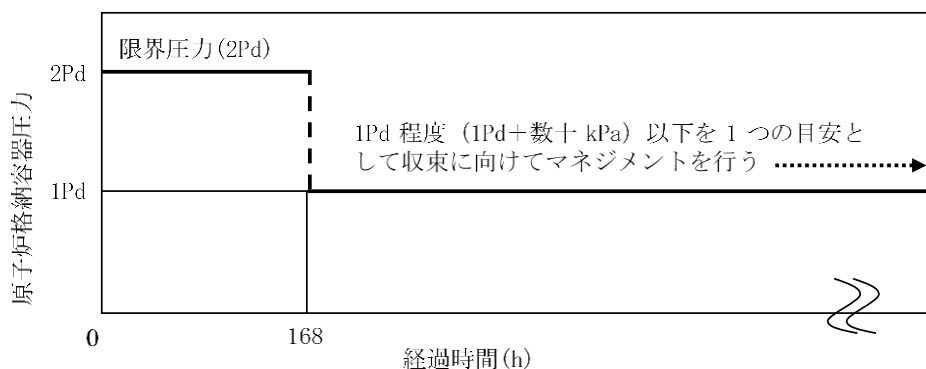 限界圧力(2Pd)
2Pd
1Pd 程度（1Pd＋数十 kPa）以下を 1 つの目安と
して収束に向けてマネジメントを行う
1Pd
原子炉格納容器圧力
0
168
経過時間(h)